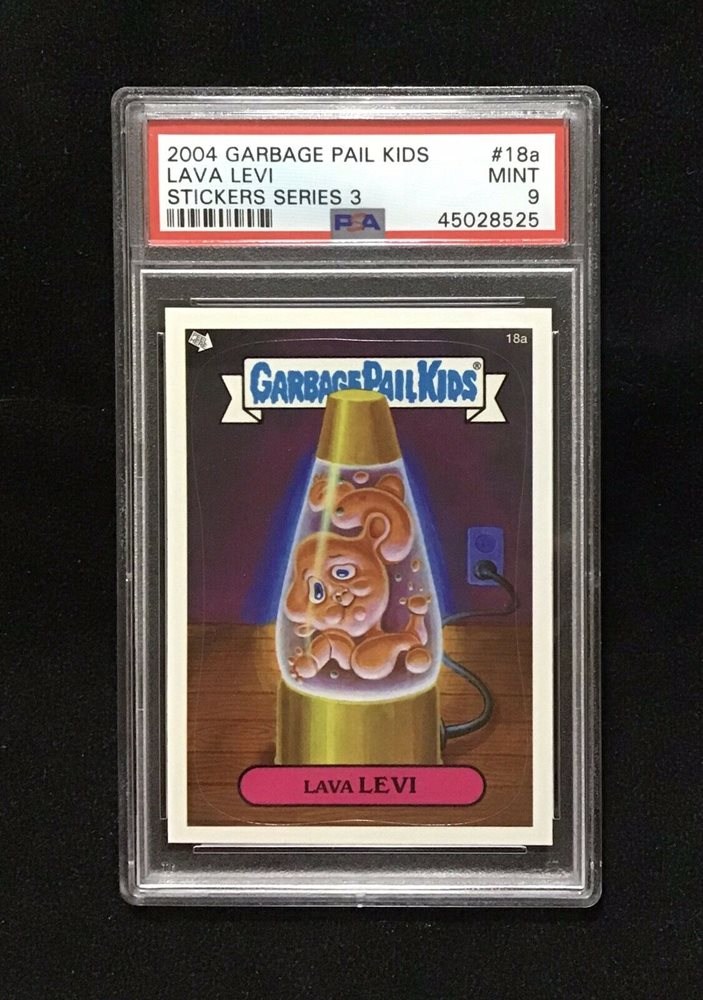 2004 GARBAGE PAIL KIDS #18a
LAVA LEVI MINT
STICKERS SERIES 3 9
PSA 45028525
18a
GARBAGE PAIL KIDS®
LAVA LEVI